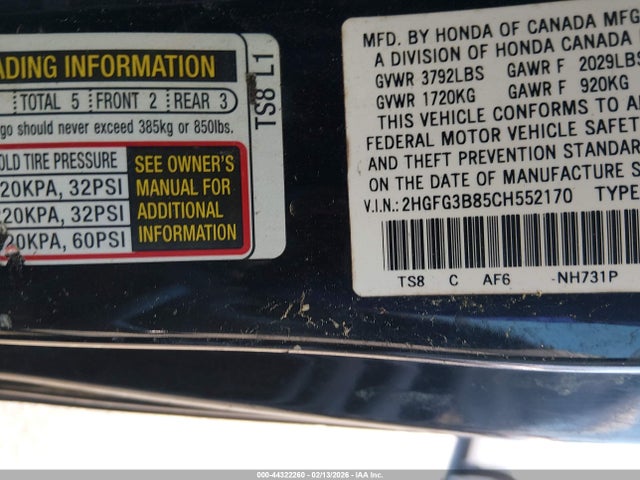 ADING INFORMATION
TOTAL 5 FRONT 2 REAR 3
go should never exceed 385kg or 850lbs.
OLD TIRE PRESSURE
20KPA, 32PSI
20KPA, 32PSI
20KPA, 60PSI
SEE OWNER'S
MANUAL FOR
ADDITIONAL
INFORMATION
TS8 L1
MFD. BY HONDA OF CANADA MFG
A DIVISION OF HONDA CANADA
GVWR 3792LBS GAWR F 2029LBS
GVWR 1720KG GAWR F 920KG
THIS VEHICLE CONFORMS TO A
FEDERAL MOTOR VEHICLE SAFET
AND THEFT PREVENTION STANDAR
ON THE DATE OF MANUFACTURE S
V.I.N.: 2HGFG3B85CH552170 TYPE
TS8 C AF6 -NH731P
000-44322260 - 02/13/2026 - IAA Inc.